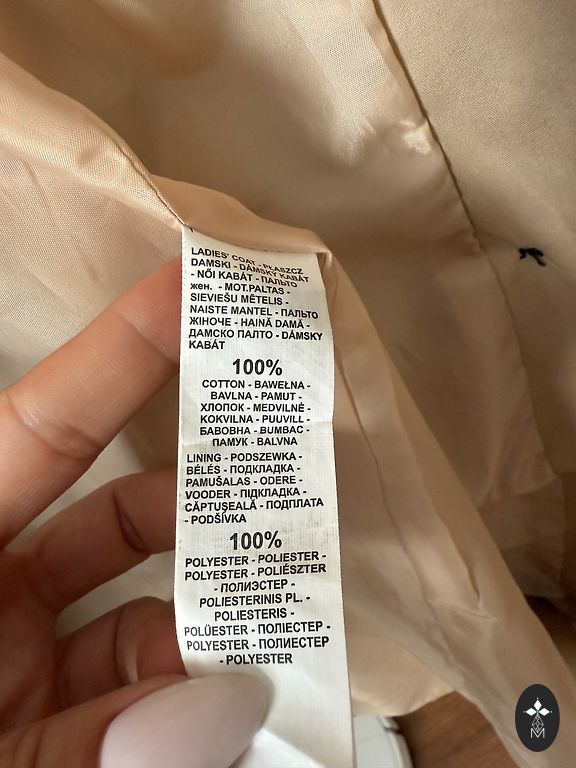 LADIES' COAT - PŁASZCZ
DAMSKI - DÁMSKY KABÁT
- NŐI KABÁT - ПАЛЬТО
жен. - MOT.PALTAS -
SIEVIEŠU MĒTELIS -
NAISTE MANTEL - ПАЛЬТО
ЖІНОЧЕ - HAINĂ DAMĂ -
ДАМСКО ПАЛТО - DÁMSKY
KABÁT
100%
COTTON - BAWEŁNA -
BAVLNA - PAMUT -
ХЛОПОК - MEDVILNĖ -
KOKVILNA - PUUVILL -
БАВОВНА - BUMBAC -
ПАМУК - BALVNA
LINING - PODSZEWKA -
BÉLÉS - ПОДКЛАДКА -
PAMUŠALAS - ODERE -
VOODER - ПІДКЛАДКА -
CĂPTUȘEALĂ - ПОДПЛАТА
- PODŠÍVKA
100%
POLYESTER - POLIESTER -
POLYESTER - POLIÉSZTER
- ПОЛИЭСТЕР -
POLIESTERINIS PL. -
POLIESTERIS -
POLÜESTER - ПОЛІЕСТЕР -
POLYESTER - ПОЛИЕСТЕР
- POLYESTER
M